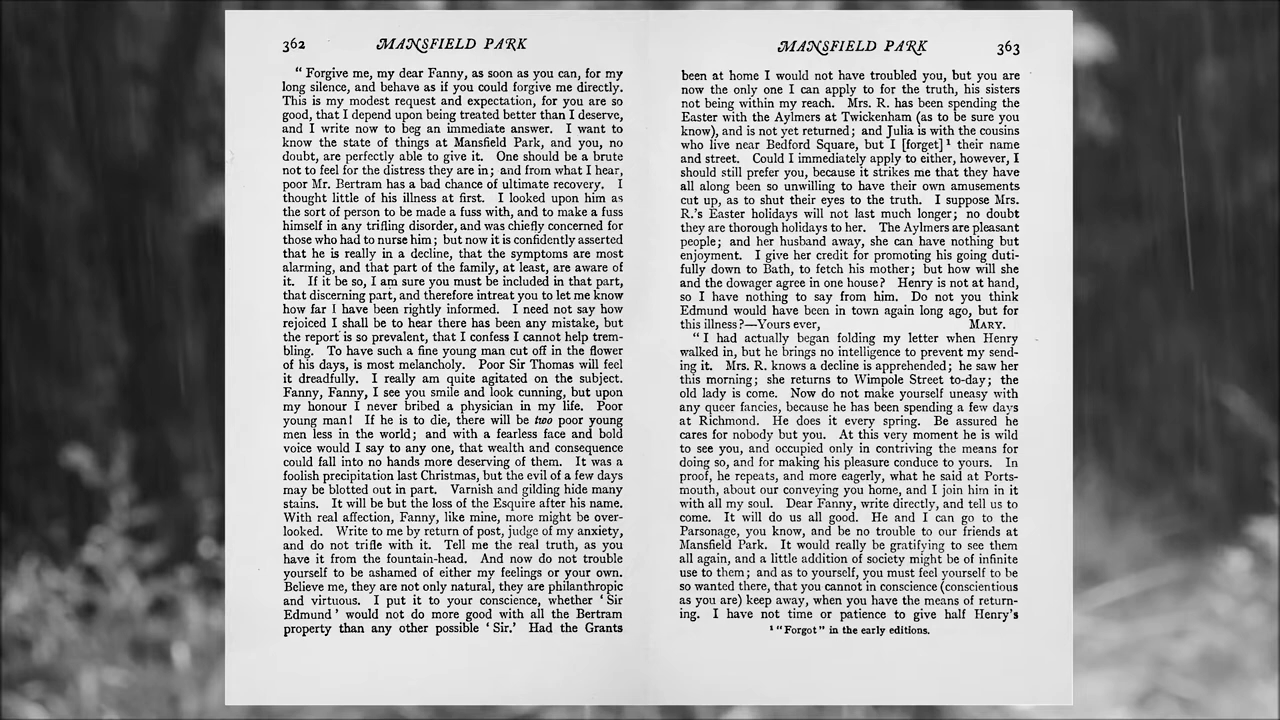 362 MANSFIELD PARK
“ Forgive me, my dear Fanny, as soon as you can, for my
long silence, and behave as if you could forgive me directly.
This is my modest request and expectation, for you are so
good, that I depend upon being treated better than I deserve,
and I write now to beg an immediate answer. I want to
know the state of things at Mansfield Park, and you, no
doubt, are perfectly able to give it. One should be a brute
not to feel for the distress they are in; and from what I hear,
poor Mr. Bertram has a bad chance of ultimate recovery. I
thought little of his illness at first. I looked upon him as
the sort of person to be made a fuss with, and to make a fuss
himself in any trifling disorder, and was chiefly concerned for
those who had to nurse him; but now it is confidently asserted
that he is really in a decline, that the symptoms are most
alarming, and that part of the family, at least, are aware of
it. If it be so, I am sure you must be included in that part,
that discerning part, and therefore intreat you to let me know
how far I have been rightly informed. I need not say how
rejoiced I shall be to hear there has been any mistake, but
the report is so prevalent, that I confess I cannot help trem-
bling. To have such a fine young man cut off in the flower
of his days, is most melancholy. Poor Sir Thomas will feel
it dreadfully. I really am quite agitated on the subject.
Fanny, Fanny, I see you smile and look cunning, but upon
my honour I never bribed a physician in my life. Poor
young man! If he is to die, there will be two poor young
men less in the world; and with a fearless face and bold
voice would I say to any one, that wealth and consequence
could fall into no hands more deserving of them. It was a
foolish precipitation last Christmas, but the evil of a few days
may be blotted out in part. Varnish and gilding hide many
stains. It will be but the loss of the Esquire after his name.
With real affection, Fanny, like mine, more might be over-
looked. Write to me by return of post, judge of my anxiety,
and do not trifle with it. Tell me the real truth, as you
have it from the fountain-head. And now do not trouble
yourself to be ashamed of either my feelings or your own.
Believe me, they are not only natural, they are philanthropic
and virtuous. I put it to your conscience, whether ‘ Sir
Edmund ’ would not do more good with all the Bertram
property than any other possible ‘ Sir.’ Had the Grants
MANSFIELD PARK 363
been at home I would not have troubled you, but you are
now the only one I can apply to for the truth, his sisters
not being within my reach. Mrs. R. has been spending the
Easter with the Aylmers at Twickenham (as to be sure you
know), and is not yet returned; and Julia is with the cousins
who live near Bedford Square, but I [forget] ¹ their name
and street. Could I immediately apply to either, however, I
should still prefer you, because it strikes me that they have
all along been so unwilling to have their own amusements
cut up, as to shut their eyes to the truth. I suppose Mrs.
R.’s Easter holidays will not last much longer; no doubt
they are thorough holidays to her. The Aylmers are pleasant
people; and her husband away, she can have nothing but
enjoyment. I give her credit for promoting his going duti-
fully down to Bath, to fetch his mother; but how will she
and the dowager agree in one house? Henry is not at hand,
so I have nothing to say from him. Do not you think
Edmund would have been in town again long ago, but for
this illness?—Yours ever, MARY.
“ I had actually began folding my letter when Henry
walked in, but he brings no intelligence to prevent my send-
ing it. Mrs. R. knows a decline is apprehended; he saw her
this morning; she returns to Wimpole Street to-day; the
old lady is come. Now do not make yourself uneasy with
any queer fancies, because he has been spending a few days
at Richmond. He does it every spring. Be assured he
cares for nobody but you. At this very moment he is wild
to see you, and occupied only in contriving the means for
doing so, and for making his pleasure conduce to yours. In
proof, he repeats, and more eagerly, what he said at Ports-
mouth, about our conveying you home, and I join him in it
with all my soul. Dear Fanny, write directly, and tell us to
come. It will do us all good. He and I can go to the
Parsonage, you know, and be no trouble to our friends at
Mansfield Park. It would really be gratifying to see them
all again, and a little addition of society might be of infinite
use to them; and as to yourself, you must feel yourself to be
so wanted there, that you cannot in conscience (conscientious
as you are) keep away, when you have the means of return-
ing. I have not time or patience to give half Henry’s
¹ “Forgot” in the early editions.